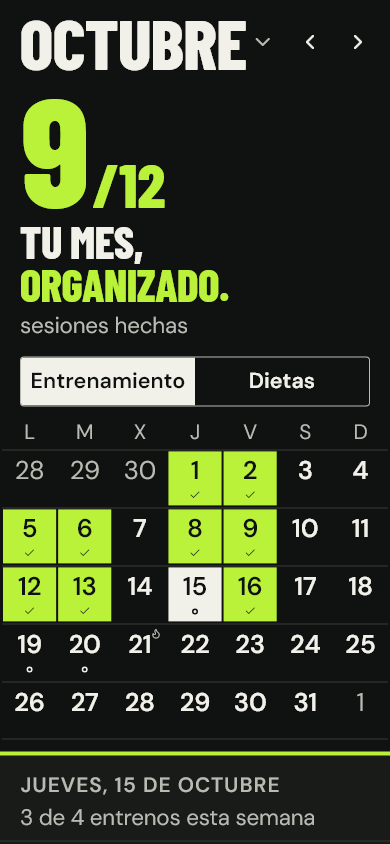 OCTUBRE
9/12
TU MES,
ORGANIZADO.
sesiones hechas
Entrenamiento Dietas
L M X J V S D
28 29 30 1 2 3 4
5 6 7 8 9 10 11
12 13 14 15 16 17 18
19 20 21 22 23 24 25
26 27 28 29 30 31 1
JUEVES, 15 DE OCTUBRE
3 de 4 entrenos esta semana